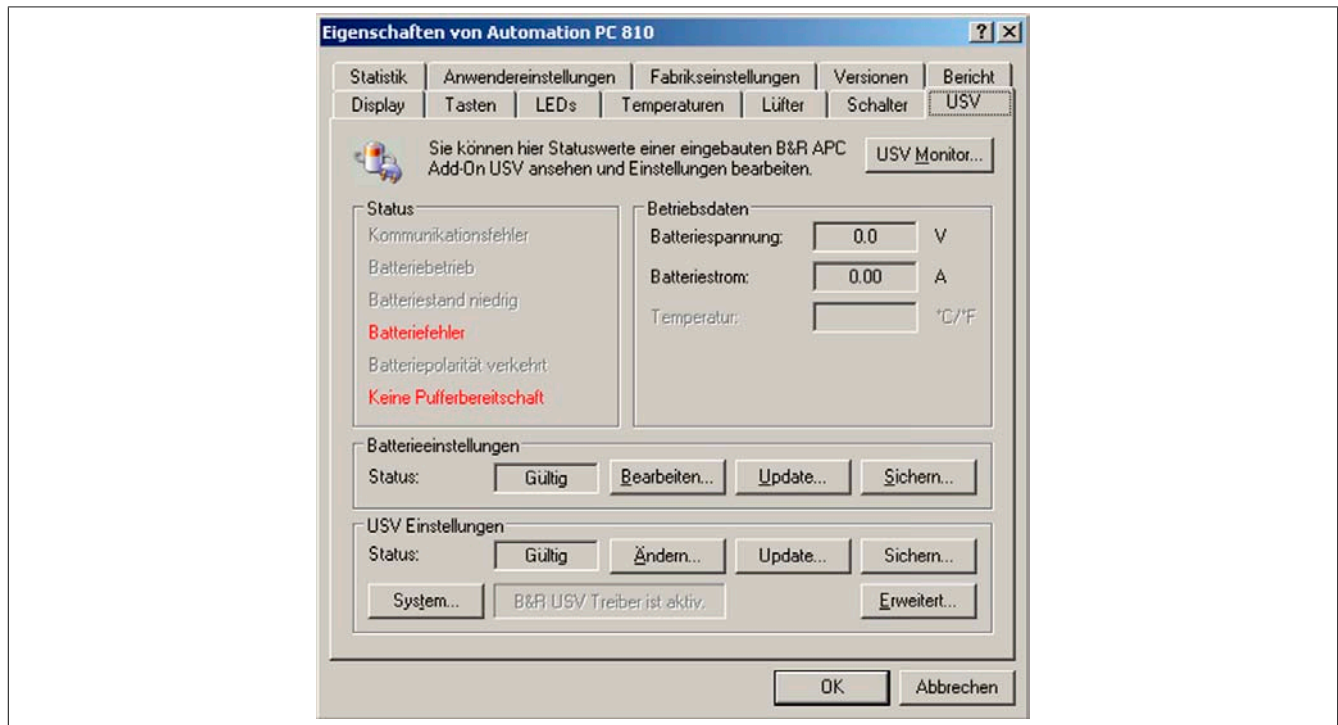 Eigenschaften von Automation PC 810
Statistik Anwendereinstellungen Fabrikseinstellungen Versionen Bericht
Display Tasten LEDs Temperaturen Lüfter Schalter USV
Sie können hier Statuswerte einer eingebauten B&R APC
Add-On USV ansehen und Einstellungen bearbeiten.
USV Monitor...
Status
Kommunikationsfehler
Batteriebetrieb
Batteriestand niedrig
Batteriefehler
Batteriepolarität verkehrt
Keine Pufferbereitschaft
Betriebsdaten
Batteriespannung: 0.0 V
Batteriestrom: 0.00 A
Temperatur: °C/°F
Batterieeinstellungen
Status: Gültig Bearbeiten... Update... Sichern...
USV Einstellungen
Status: Gültig Ändern... Update... Sichern...
System... B&R USV Treiber ist aktiv. Erweitert...
OK Abbrechen